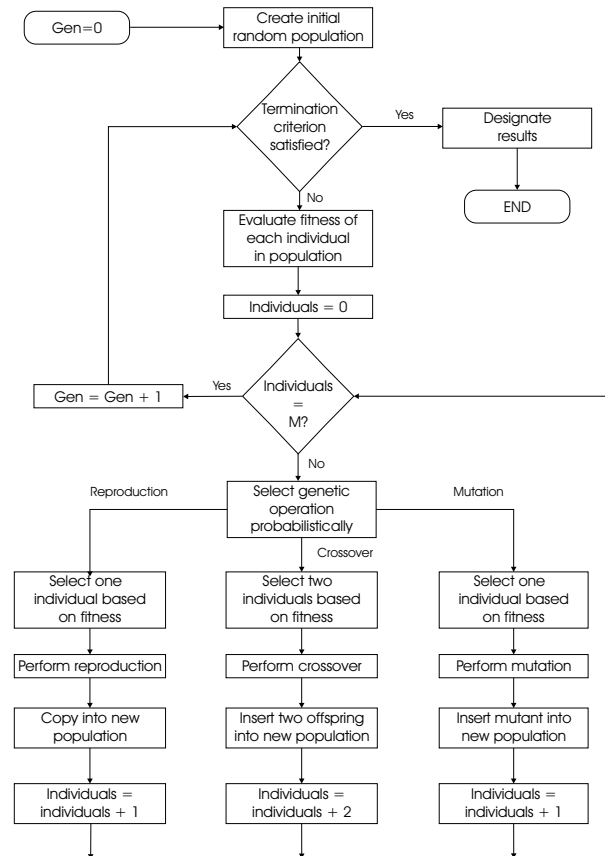 Gen=0
Create initial
random population
Termination
criterion
satisfied?
Yes
Designate
results
END
No
Evaluate fitness of
each individual
in population
Individuals = 0
Individuals
=
M?
Yes
Gen = Gen + 1
No
Select genetic
operation
probabilistically
Reproduction
Crossover
Mutation
Select one
individual based
on fitness
Select two
individuals based
on fitness
Select one
individual based
on fitness
Perform reproduction
Perform crossover
Perform mutation
Copy into new
population
Insert two offspring
into new population
Insert mutant into
new population
Individuals =
individuals + 1
Individuals =
individuals + 2
Individuals =
individuals + 1